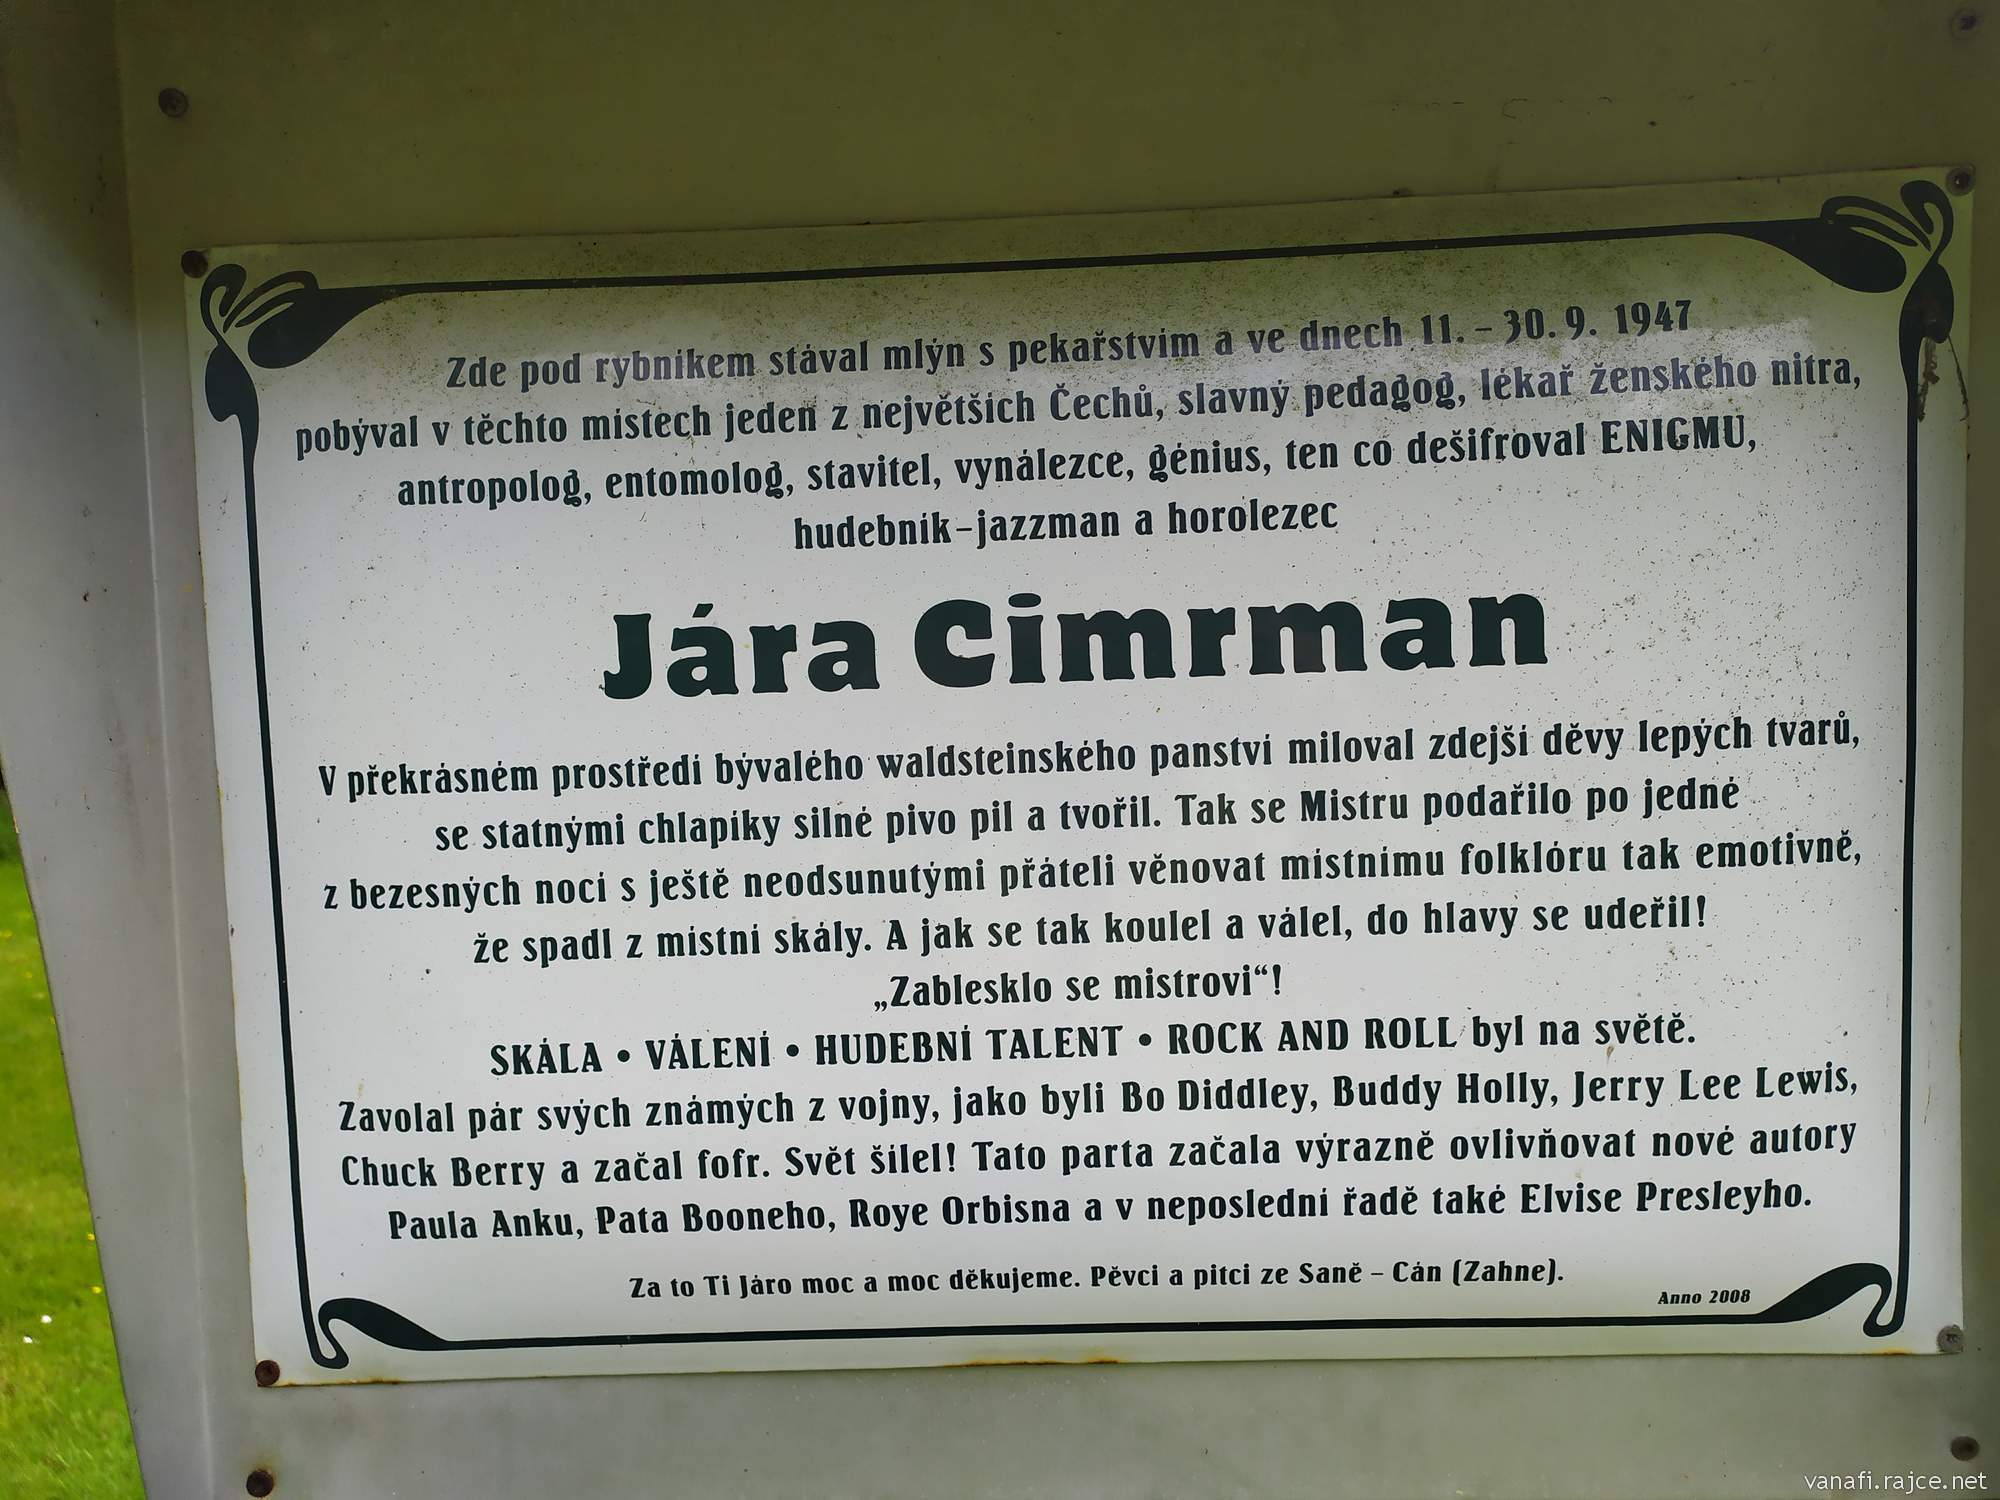 Zde pod rybníkem stával mlýn s pekařstvím a ve dnech 11. – 30. 9. 1947
pobýval v těchto místech jeden z největších Čechů, slavný pedagog, lékař ženského nitra,
antropolog, entomolog, stavitel, vynálezce, génius, ten co dešifroval ENIGMU,
hudebník-jazzman a horolezec
Jára Cimrman
V překrásném prostředí bývalého waldsteinského panství miloval zdejší děvy lepých tvarů,
se statnými chlapíky silné pivo pil a tvořil. Tak se Mistru podařilo po jedné
z bezesných nocí s ještě neodsunutými přáteli věnovat místnímu folklóru tak emotivně,
že spadl z místní skály. A jak se tak koulel a válel, do hlavy se udeřil!
„Zablesklo se mistrovi“!
SKÁLA • VÁLENÍ • HUDEBNÍ TALENT • ROCK AND ROLL byl na světě.
Zavolal pár svých známých z vojny, jako byli Bo Diddley, Buddy Holly, Jerry Lee Lewis,
Chuck Berry a začal fofr. Svět šílel! Tato parta začala výrazně ovlivňovat nové autory
Paula Anku, Pata Booneho, Roye Orbisna a v neposlední řadě také Elvise Presleyho.
Za to Ti Járo moc a moc děkujeme. Pěvci a pitci ze Saně – Cán (Zahne).
Anno 2008
vanafi.rajce.net